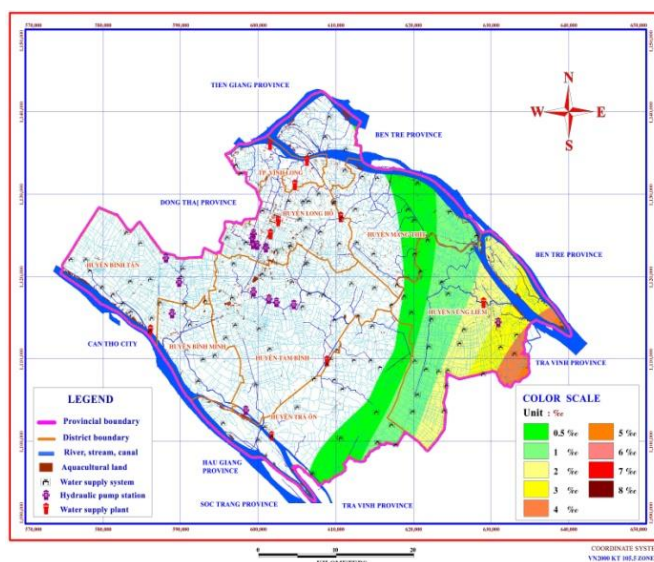 TIEN GIANG PROVINCE
N
W E
S
BEN TRE PROVINCE
TP. VINH LONG
DONG THAP PROVINCE
HUYEN LONG HO
HUYEN MANG THIT
BEN TRE PROVINCE
HUYEN BINH TAN
HUYEN VUNG LIEM
CAN THO CITY
HUYEN BINH MINH
HUYEN TAM BINH
TRA VINH PROVINCE
LEGEND
Provincial boundary
District boundary
River, stream, canal
Aquacultural land
Water supply system
Hydraulic pump station
Water supply plant
HUYEN TRA ON
HAU GIANG
PROVINCE
SOC TRANG PROVINCE
TRA VINH PROVINCE
COLOR SCALE
Unit : ‰
0.5 ‰ 5 ‰
1 ‰ 6 ‰
2 ‰ 7 ‰
3 ‰ 8 ‰
4 ‰
0 10 20
COORDINATE SYSTE
VN2000 KT 105.5 ZONE